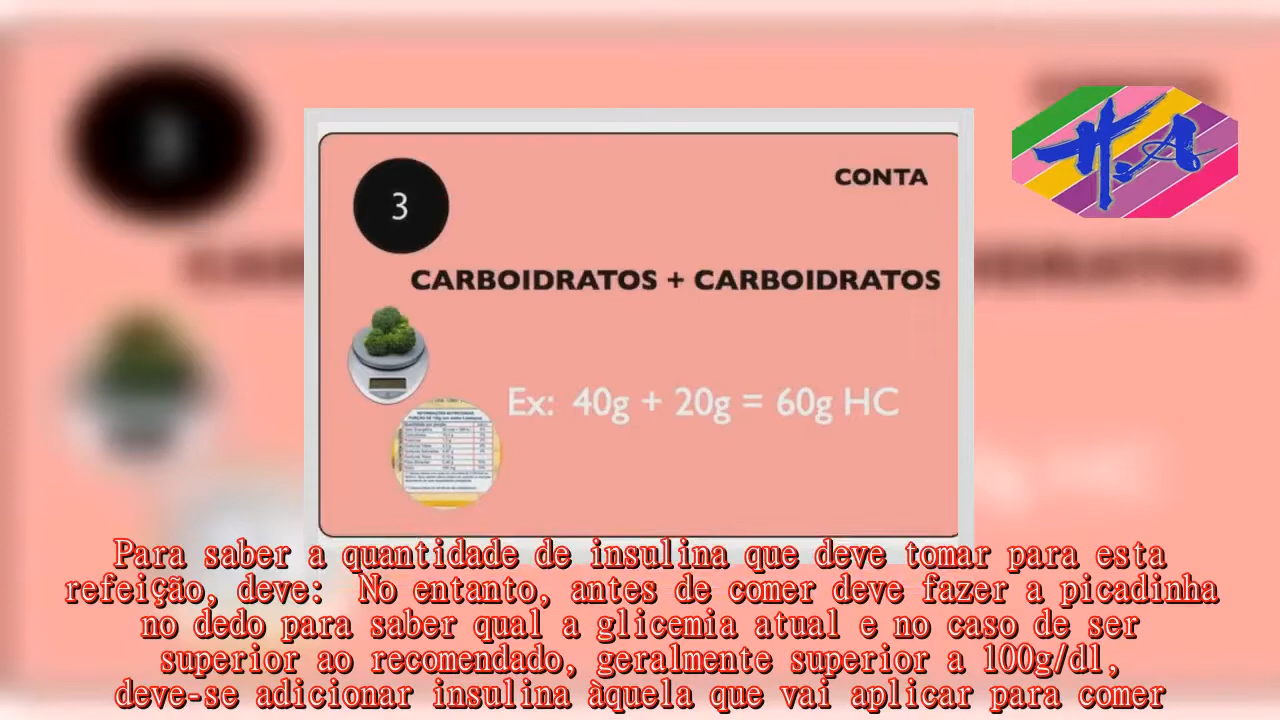 3
CONTA
CARBOIDRATOS + CARBOIDRATOS
Ex: 40g + 20g = 60g HC
H.A
Para saber a quantidade de insulina que deve tomar para esta
refeição, deve: No entanto, antes de comer deve fazer a picadinha
no dedo para saber qual a glicemia atual e no caso de ser
superior ao recomendado, geralmente superior a 100g/dl,
deve-se adicionar insulina àquela que vai aplicar para comer